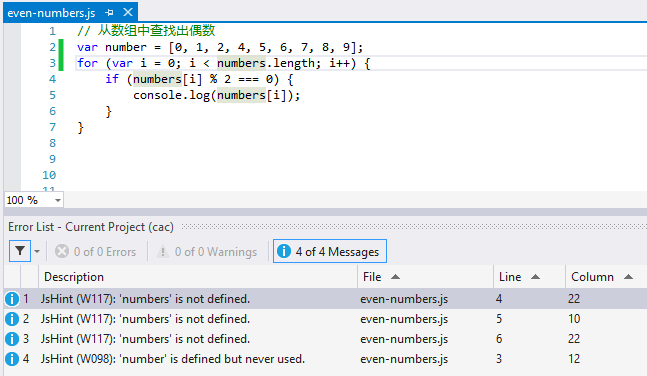 even-numbers.js
1 // 从数组中查找出偶数
2 var number = [0, 1, 2, 4, 5, 6, 7, 8, 9];
3 for (var i = 0; i < numbers.length; i++) {
4 if (numbers[i] % 2 === 0) {
5 console.log(numbers[i]);
6 }
7 }
8
9
10
11
100 %
Error List - Current Project (cac)
0 of 0 Errors 0 of 0 Warnings 4 of 4 Messages
Description File Line Column
1 JsHint (W117): 'numbers' is not defined. even-numbers.js 4 22
2 JsHint (W117): 'numbers' is not defined. even-numbers.js 5 10
3 JsHint (W117): 'numbers' is not defined. even-numbers.js 6 22
4 JsHint (W098): 'number' is defined but never used. even-numbers.js 3 12